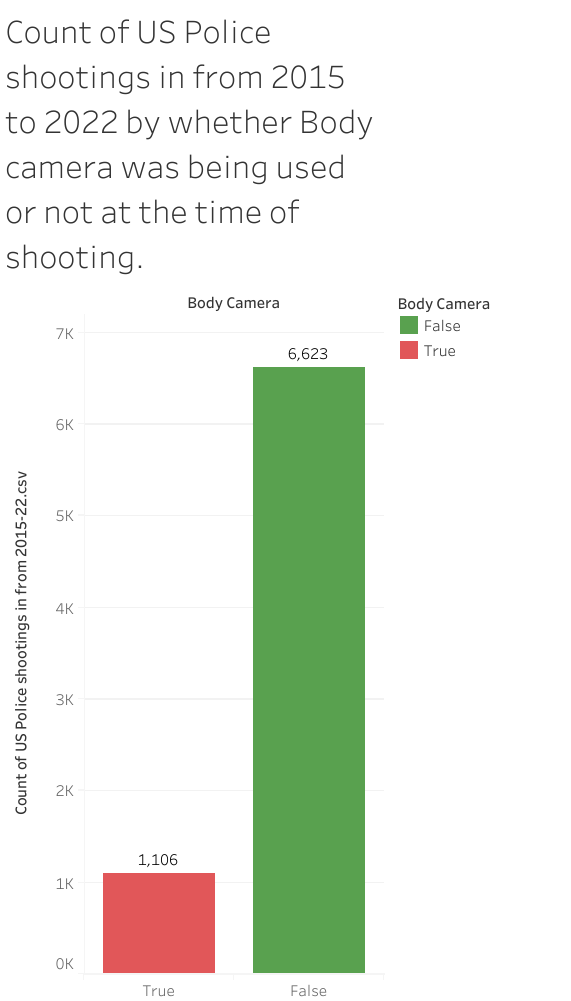 Count of US Police
shootings in from 2015
to 2022 by whether Body
camera was being used
or not at the time of
shooting.
Body Camera
Body Camera
False
True
7K
6K
5K
4K
3K
2K
1K
0K
Count of US Police shootings in from 2015-22.csv
6,623
1,106
True
False